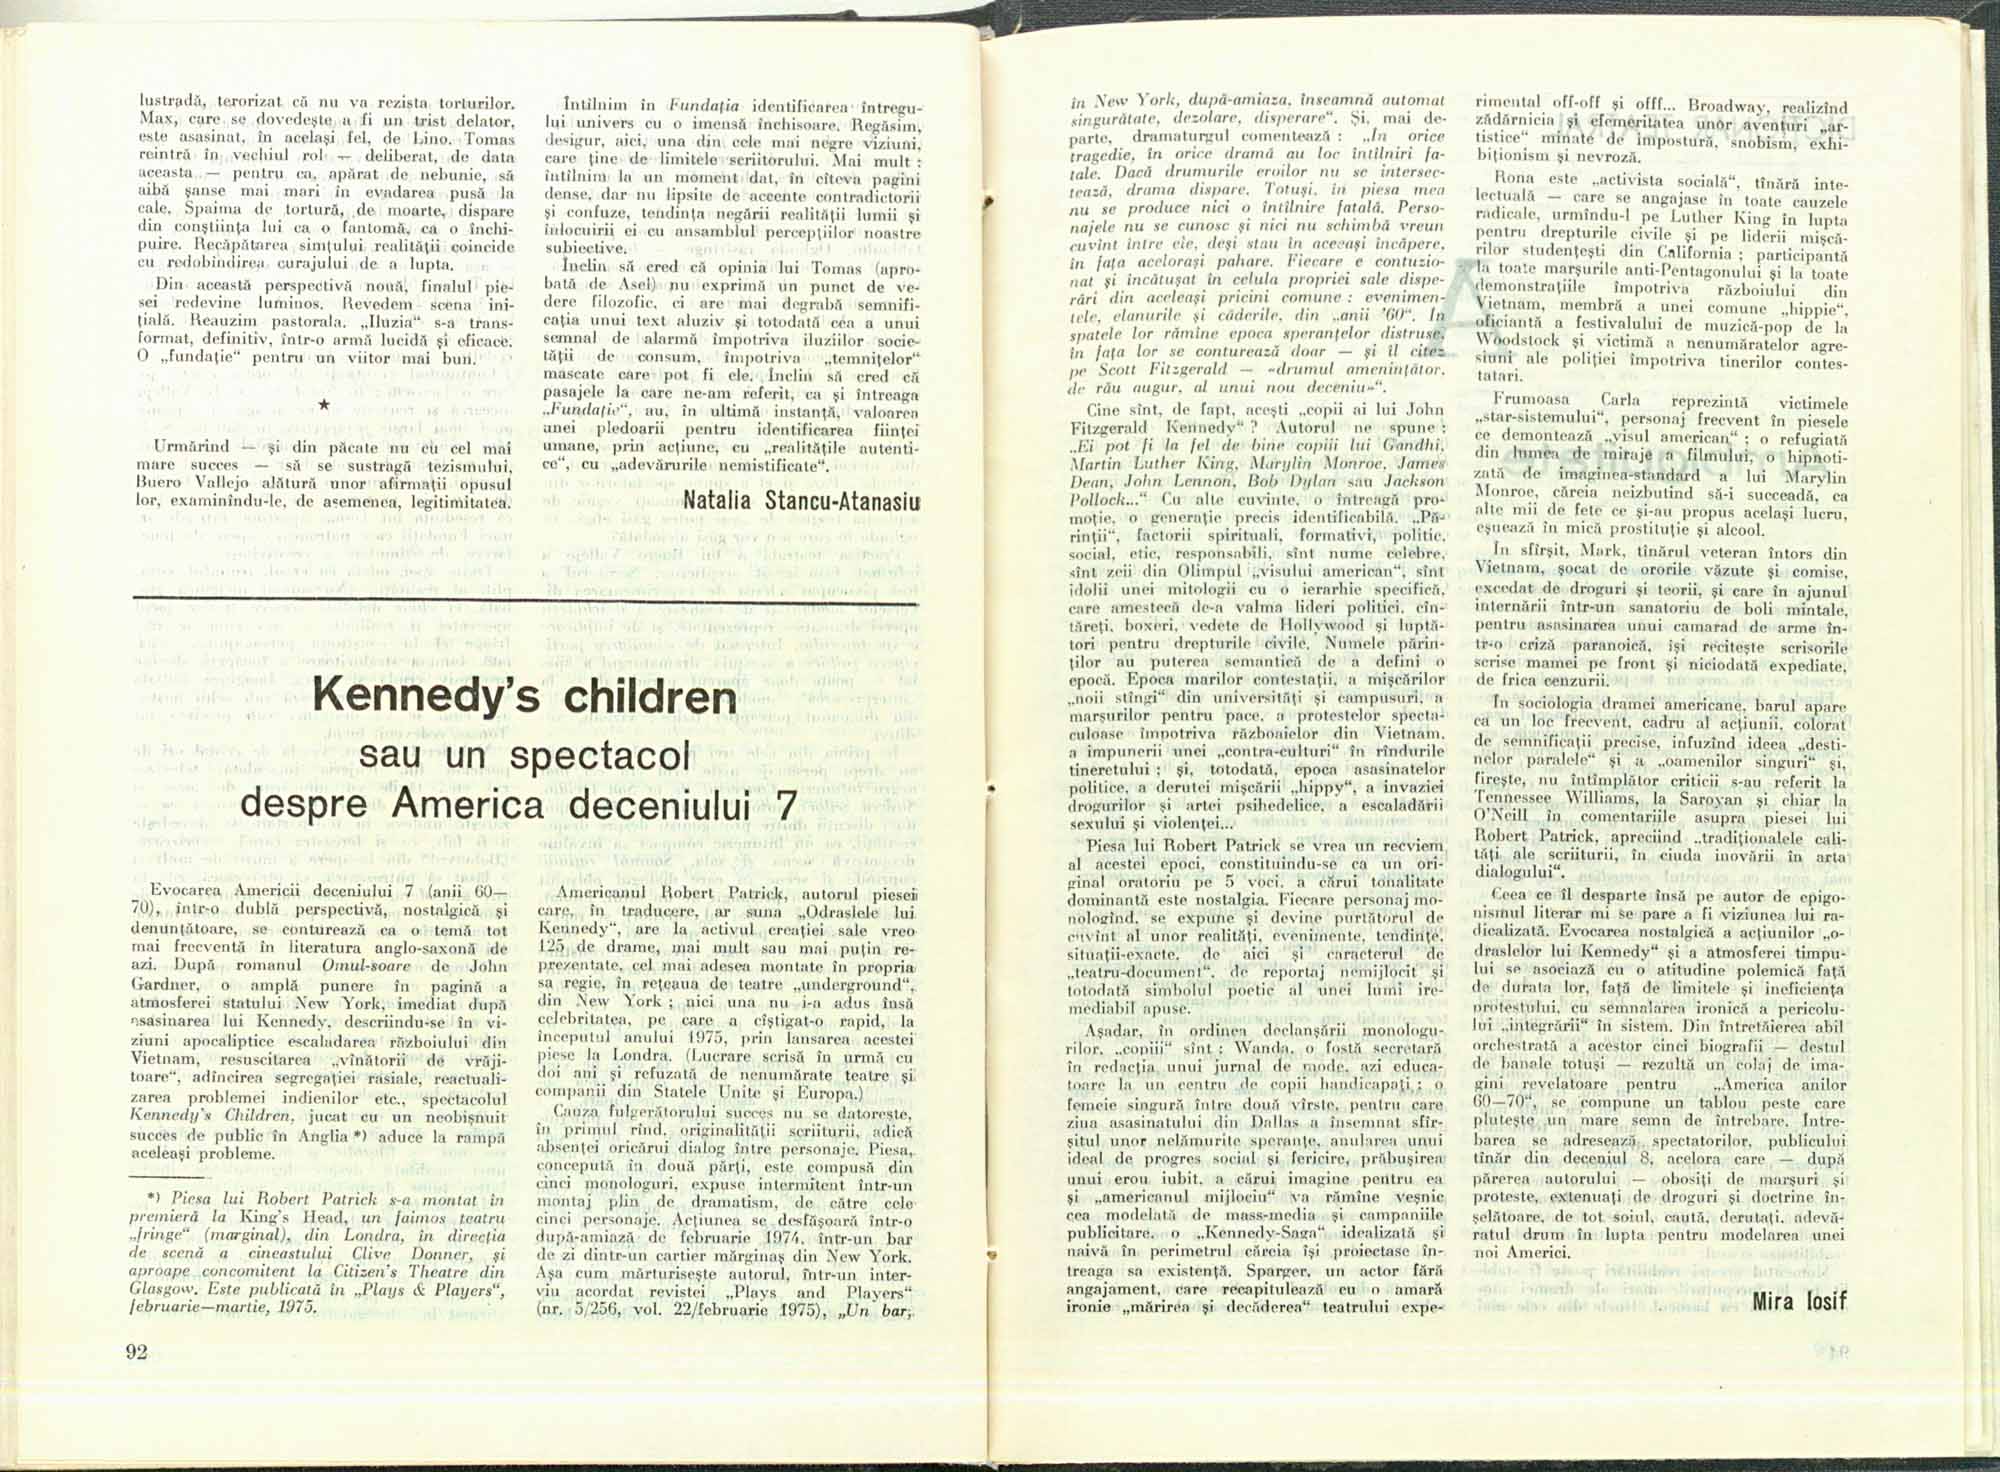 lustradă, terorizat că nu va rezista torturilor.
Max, care se dovedește a fi un trist delator,
este asasinat, în același fel, de Lino. Tomas
reintră în vechiul rol — deliberat, de data
aceasta — pentru ca, apărat de nebunie, să
aibă șanse mai mari în evadarea pusă la
cale. Spaima de tortură, de moarte, dispare
din conștiința lui ca o fantomă, ca o închi-
puire. Recăpătarea simțului realității coincide
cu redobîndirea curajului de a lupta.
Din această perspectivă nouă, finalul pie-
sei redevine luminos. Revedem scena ini-
țială. Reauzim pastorala. „Iluzia“ s-a trans-
format, definitiv, într-o armă lucidă și eficace.
O „fundație“ pentru un viitor mai bun.
★
Urmărind — și din păcate nu cu cel mai
mare succes — să se sustragă tezismului,
Buero Vallejo alătură unor afirmații opusul
lor, examinîndu-le, de asemenea, legitimitatea.
Întîlnim în Fundația identificarea întregu-
lui univers cu o imensă închisoare. Regăsim,
desigur, aici, una din cele mai negre viziuni,
care ține de limitele scriitorului. Mai mult :
întîlnim la un moment dat, în cîteva pagini
dense, dar nu lipsite de accente contradictorii
și confuze, tendința negării realității lumii și
înlocuirii ei cu ansamblul percepțiilor noastre
subiective.
Înclin să cred că opinia lui Tomas (apro-
bată de Asel) nu exprimă un punct de ve-
dere filozofic, ci are mai degrabă semnifi-
cația unui text aluziv și totodată cea a unui
semnal de alarmă împotriva iluziilor socie-
tății de consum, împotriva „temnițelor“
mascate care pot fi ele. Înclin să cred că
pasajele la care ne-am referit, ca și întreaga
„Fundație“, au, în ultimă instanță, valoarea
unei pledoarii pentru identificarea ființei
umane, prin acțiune, cu „realitățile autenti-
ce“, cu „adevărurile nemistificate“.
Natalia Stancu-Atanasiu
Kennedy's children
sau un spectacol
despre America deceniului 7
Evocarea Americii deceniului 7 (anii 60—
70), într-o dublă perspectivă, nostalgică și
denunțătoare, se conturează ca o temă tot
mai frecventă în literatura anglo-saxonă de
azi. După romanul Omul-soare de John
Gardner, o amplă punere în pagină a
atmosferei statului New York, imediat după
asasinarea lui Kennedy, descriindu-se în vi-
ziuni apocaliptice escaladarea războiului din
Vietnam, resuscitarea „vînătorii de vrăji-
toare“, adîncirea segregației rasiale, reactuali-
zarea problemei indienilor etc., spectacolul
Kennedy's Children, jucat cu un neobișnuit
succes de public în Anglia *) aduce la rampă
aceleași probleme.
*) Piesa lui Robert Patrick s-a montat în
premieră la King's Head, un faimos teatru
„fringe“ (marginal), din Londra, în direcția
de scenă a cineastului Clive Donner, și
aproape concomitent la Citizen's Theatre din
Glasgow. Este publicată în „Plays & Players“,
februarie—martie, 1975.
Americanul Robert Patrick, autorul piesei
care, în traducere, ar suna „Odraslele lui
Kennedy“, are la activul creației sale vreo
125 de drame, mai mult sau mai puțin re-
prezentate, cel mai adesea montate în propria
sa regie, în rețeaua de teatre „underground“,
din New York ; nici una nu i-a adus însă
celebritatea, pe care a cîștigat-o rapid, la
începutul anului 1975, prin lansarea acestei
piese la Londra. (Lucrare scrisă în urmă cu
doi ani și refuzată de nenumărate teatre și
companii din Statele Unite și Europa.)
Cauza fulgerătorului succes nu se datorește,
în primul rînd, originalității scriiturii, adică
absenței oricărui dialog între personaje. Piesa,
concepută în două părți, este compusă din
cinci monologuri, expuse intermitent într-un
montaj plin de dramatism, de către cele
cinci personaje. Acțiunea se desfășoară într-o
după-amiază de februarie 1974, într-un bar
de zi dintr-un cartier mărginaș din New York.
Așa cum mărturisește autorul, într-un inter-
viu acordat revistei „Plays and Players“
(nr. 5/256, vol. 22/februarie 1975), „Un bar,
92
în New York, după-amiaza, înseamnă automat
singurătate, dezolare, disperare“. Și, mai de-
parte, dramaturgul comentează : „In orice
tragedie, în orice dramă au loc întîlniri fa-
tale. Dacă drumurile eroilor nu se intersec-
tează, drama dispare. Totuși, în piesa mea
nu se produce nici o întîlnire fatală. Perso-
najele nu se cunosc și nici nu schimbă vreun
cuvînt între ele, deși stau în aceeași încăpere,
în fața acelorași pahare. Fiecare e contuzio-
nat și încătușat în celula propriei sale dispe-
rări din aceleași pricini comune : evenimen-
tele, elanurile și căderile, din „anii '60“. In
spatele lor rămîne epoca speranțelor distruse,
în fața lor se conturează doar — și îl citez
pe Scott Fitzgerald — «drumul amenințător,
de rău augur, al unui nou deceniu»“.
Cine sînt, de fapt, acești „copii ai lui John
Fitzgerald Kennedy“ ? Autorul ne spune :
„Ei pot fi la fel de bine copiii lui Gandhi,
Martin Luther King, Marylin Monroe, James
Dean, John Lennon, Bob Dylan sau Jackson
Pollock...“ Cu alte cuvinte, o întreagă pro-
moție, o generație precis identificabilă. „Pă-
rinții“, factorii spirituali, formativi, politic,
social, etic, responsabili, sînt nume celebre,
sînt zeii din Olimpul „visului american“, sînt
idolii unei mitologii cu o ierarhie specifică,
care amestecă de-a valma lideri politici, cîn-
tăreți, boxeri, vedete de Hollywood și luptă-
tori pentru drepturile civile. Numele părin-
ților au puterea semantică de a defini o
epocă. Epoca marilor contestații, a mișcărilor
„noii stîngi“ din universități și campusuri, a
marșurilor pentru pace, a protestelor specta-
culoase împotriva războaielor din Vietnam,
a impunerii unei „contra-culturi“ în rîndurile
tineretului ; și, totodată, epoca asasinatelor
politice, a derutei mișcării „hippy“, a invaziei
drogurilor și artei psihedelice, a escaladării
sexului și violenței...
Piesa lui Robert Patrick se vrea un recviem
al acestei epoci, constituindu-se ca un ori-
ginal oratoriu pe 5 voci, a cărui tonalitate
dominantă este nostalgia. Fiecare personaj mo-
nologînd, se expune și devine purtătorul de
cuvînt al unor realități, evenimente, tendințe,
situații-exacte, de aici și caracterul de
„teatru-document“, de reportaj nemijlocit și
totodată simbolul poetic al unei lumi ire-
mediabil apuse.
Așadar, în ordinea declanșării monologu-
rilor, „copiii“ sînt : Wanda, o fostă secretară
în redacția unui jurnal de mode, azi educa-
toare la un centru de copii handicapați ; o
femeie singură între două vîrste, pentru care
ziua asasinatului din Dallas a însemnat sfîr-
șitul unor nelămurite speranțe, anularea unui
ideal de progres social și fericire, prăbușirea
unui erou iubit, a cărui imagine pentru ea
și „americanul mijlociu“ va rămîne veșnic
cea modelată de mass-media și campaniile
publicitare, o „Kennedy-Saga“ idealizată și
naivă în perimetrul căreia își proiectase în-
treaga sa existență. Sparger, un actor fără
angajament, care recapitulează cu o amară
ironie „mărirea și decăderea“ teatrului expe-
rimental off-off și offf... Broadway, realizînd
zădărnicia și efemeritatea unor aventuri „ar-
tistice“ minate de impostură, snobism, exhi-
biționism și nevroză.
Rona este „activista socială“, tînără inte-
lectuală — care se angajase în toate cauzele
radicale, urmîndu-l pe Luther King în lupta
pentru drepturile civile și pe liderii mișcă-
rilor studențești din California ; participantă
la toate marșurile anti-Pentagonului și la toate
demonstrațiile împotriva războiului din
Vietnam, membră a unei comune „hippie“,
oficiantă a festivalului de muzică-pop de la
Woodstock și victimă a nenumăratelor agre-
siuni ale poliției împotriva tinerilor contes-
tatari.
Frumoasa Carla reprezintă victimele
„star-sistemului“, personaj frecvent în piesele
ce demontează „visul american“ ; o refugiată
din lumea de miraje a filmului, o hipnoti-
zată de imaginea-standard a lui Marylin
Monroe, căreia neizbutind să-i succeadă, ca
alte mii de fete ce și-au propus același lucru,
eșuează în mică prostituție și alcool.
În sfîrșit, Mark, tînărul veteran întors din
Vietnam, șocat de ororile văzute și comise,
excedat de droguri și teorii, și care în ajunul
internării într-un sanatoriu de boli mintale,
pentru asasinarea unui camarad de arme în-
tr-o criză paranoică, își recitește scrisorile
scrise mamei pe front și niciodată expediate,
de frica cenzurii.
În sociologia dramei americane, barul apare
ca un loc frecvent, cadru al acțiunii, colorat
de semnificații precise, infuzînd ideea „desti-
nelor paralele“ și a „oamenilor singuri“ și,
firește, nu întîmplător criticii s-au referit la
Tennessee Williams, la Saroyan și chiar la
O'Neill în comentariile asupra piesei lui
Robert Patrick, apreciind „tradiționalele cali-
tăți ale scriiturii, în ciuda inovării în arta
dialogului“.
Ceea ce îl desparte însă pe autor de epigo-
nismul literar mi se pare a fi viziunea lui ra-
dicalizată. Evocarea nostalgică a acțiunilor „o-
draslelor lui Kennedy“ și a atmosferei timpu-
lui se asociază cu o atitudine polemică față
de durata lor, față de limitele și ineficiența
protestului, cu semnalarea ironică a pericolu-
lui „integrării“ în sistem. Din întretăierea abil
orchestrată a acestor cinci biografii — destul
de banale totuși — rezultă un colaj de ima-
gini revelatoare pentru „America anilor
60—70“, se compune un tablou peste care
plutește un mare semn de întrebare. Între-
barea se adresează spectatorilor, publicului
tînăr din deceniul 8, acelora care — după
părerea autorului — obosiți de marșuri și
proteste, extenuați de droguri și doctrine în-
șelătoare, de tot soiul, caută, derutați, adevă-
ratul drum în lupta pentru modelarea unei
noi Americi.
Mira Iosif